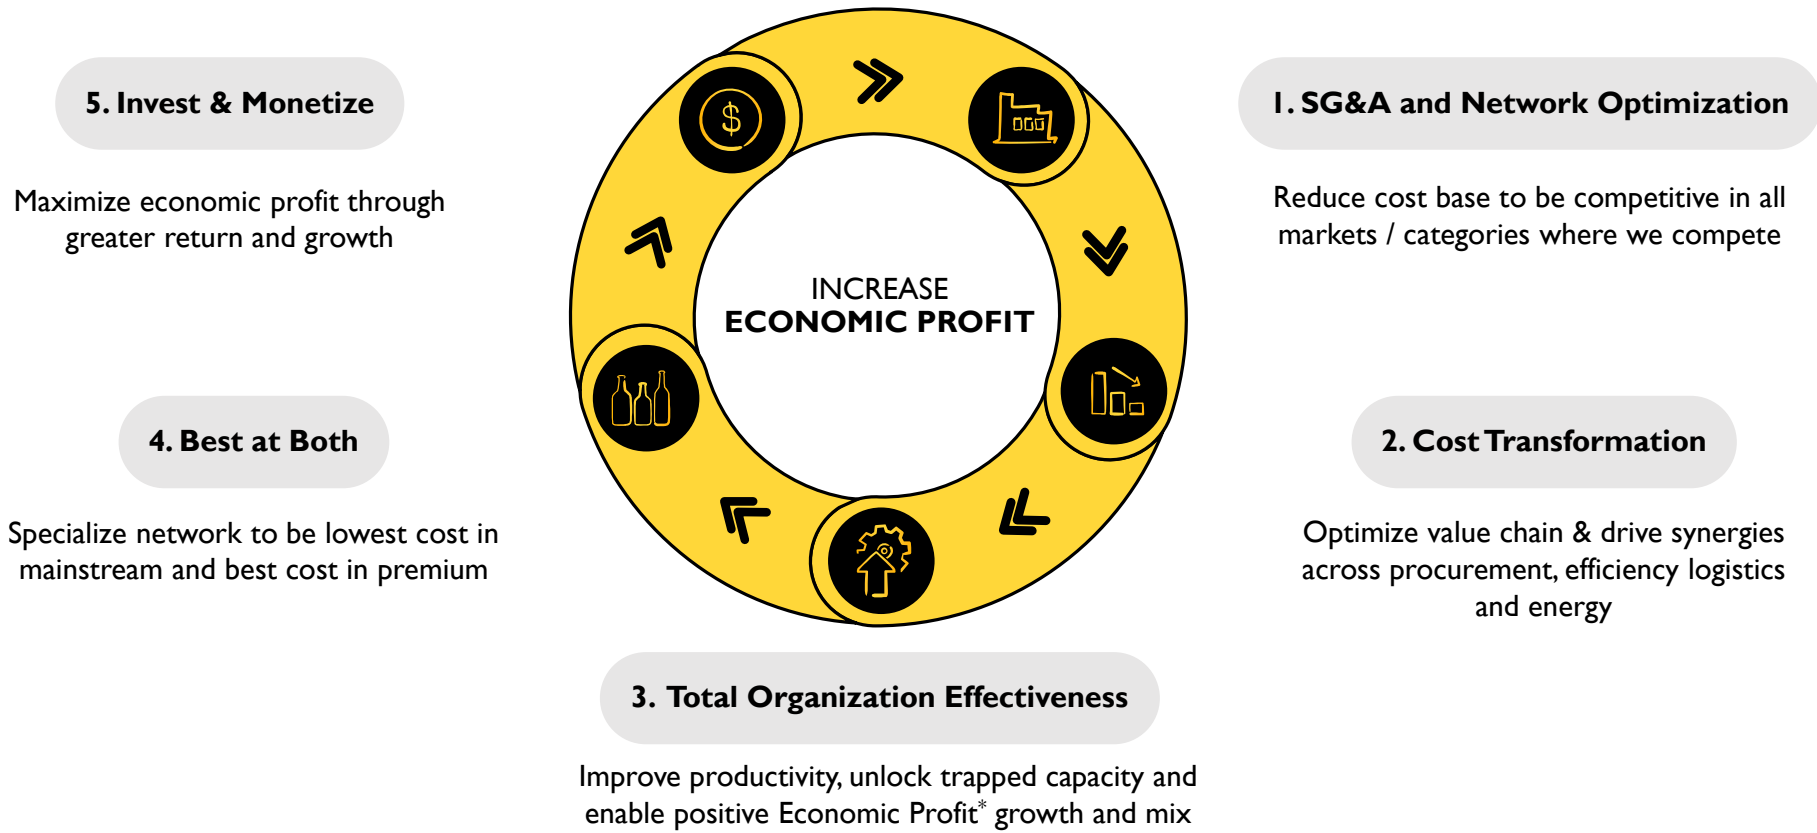 5. Invest & Monetize
Maximize economic profit through
greater return and growth
4. Best at Both
Specialize network to be lowest cost in
mainstream and best cost in premium
$
INCREASE
ECONOMIC PROFIT
1. SG&A and Network Optimization
Reduce cost base to be competitive in all
markets / categories where we compete
2. Cost Transformation
Optimize value chain & drive synergies
across procurement, efficiency logistics
and energy
3. Total Organization Effectiveness
Improve productivity, unlock trapped capacity and
enable positive Economic Profit* growth and mix